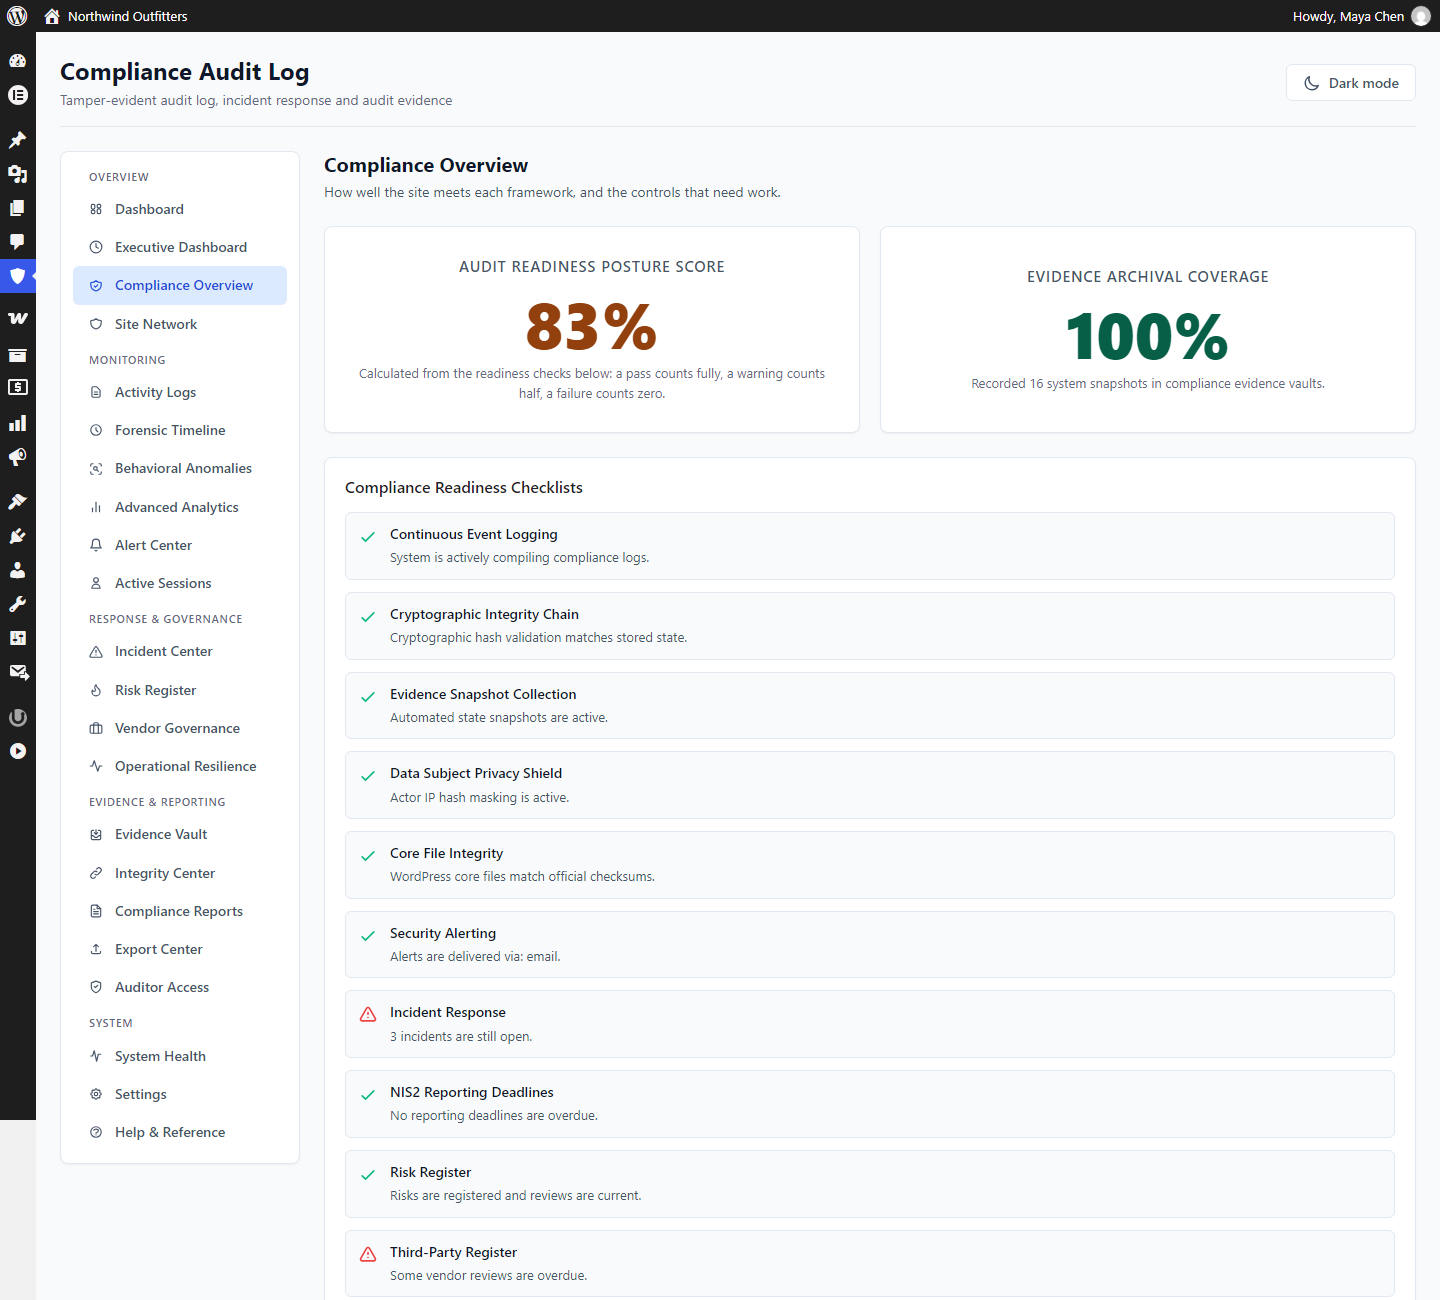 Northwind Outfitters
Howdy, Maya Chen
Compliance Audit Log
Tamper-evident audit log, incident response and audit evidence
Dark mode
OVERVIEW
Dashboard
Executive Dashboard
Compliance Overview
Site Network
MONITORING
Activity Logs
Forensic Timeline
Behavioral Anomalies
Advanced Analytics
Alert Center
Active Sessions
RESPONSE & GOVERNANCE
Incident Center
Risk Register
Vendor Governance
Operational Resilience
EVIDENCE & REPORTING
Evidence Vault
Integrity Center
Compliance Reports
Export Center
Auditor Access
SYSTEM
System Health
Settings
Help & Reference
Compliance Overview
How well the site meets each framework, and the controls that need work.
AUDIT READINESS POSTURE SCORE
83%
Calculated from the readiness checks below: a pass counts fully, a warning counts
half, a failure counts zero.
EVIDENCE ARCHIVAL COVERAGE
100%
Recorded 16 system snapshots in compliance evidence vaults.
Compliance Readiness Checklists
Continuous Event Logging
System is actively compiling compliance logs.
Cryptographic Integrity Chain
Cryptographic hash validation matches stored state.
Evidence Snapshot Collection
Automated state snapshots are active.
Data Subject Privacy Shield
Actor IP hash masking is active.
Core File Integrity
WordPress core files match official checksums.
Security Alerting
Alerts are delivered via: email.
Incident Response
3 incidents are still open.
NIS2 Reporting Deadlines
No reporting deadlines are overdue.
Risk Register
Risks are registered and reviews are current.
Third-Party Register
Some vendor reviews are overdue.